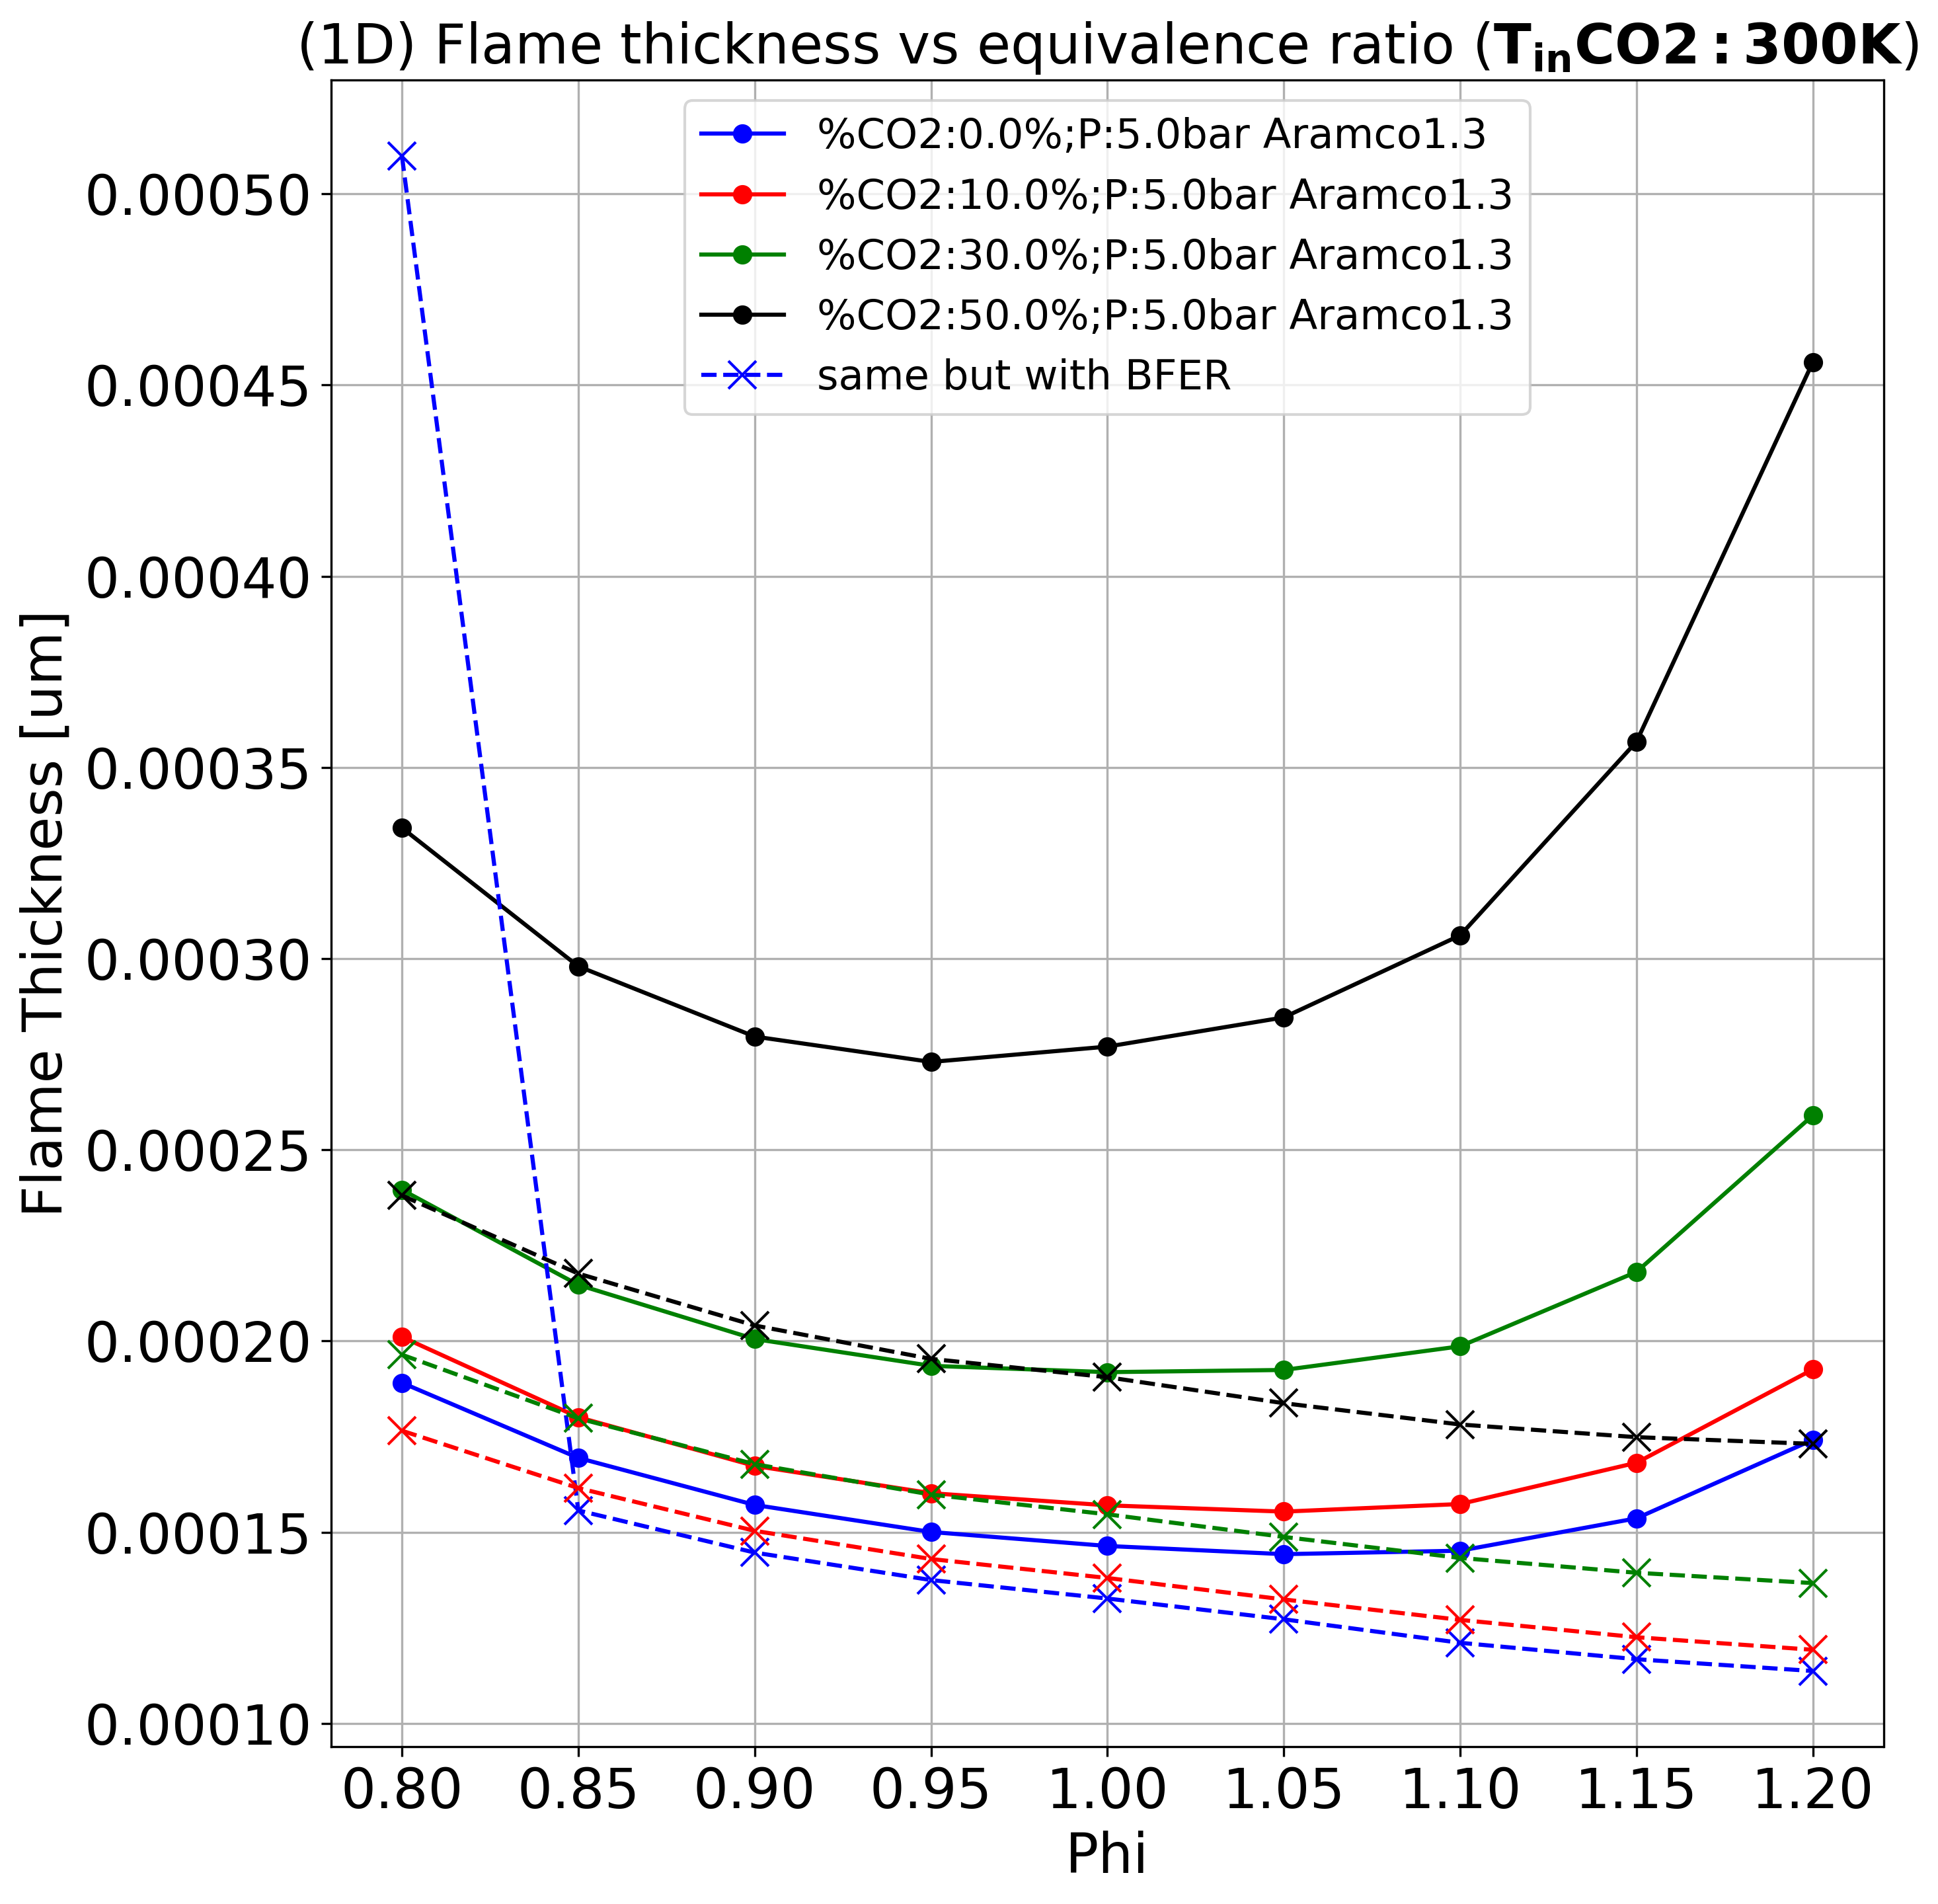 (1D) Flame thickness vs equivalence ratio (TinCO2 : 300K)
%CO2:0.0%;P:5.0bar Aramco1.3
%CO2:10.0%;P:5.0bar Aramco1.3
%CO2:30.0%;P:5.0bar Aramco1.3
%CO2:50.0%;P:5.0bar Aramco1.3
same but with BFER
Flame Thickness [um]
0.00050
0.00045
0.00040
0.00035
0.00030
0.00025
0.00020
0.00015
0.00010
0.80 0.85 0.90 0.95 1.00 1.05 1.10 1.15 1.20
Phi